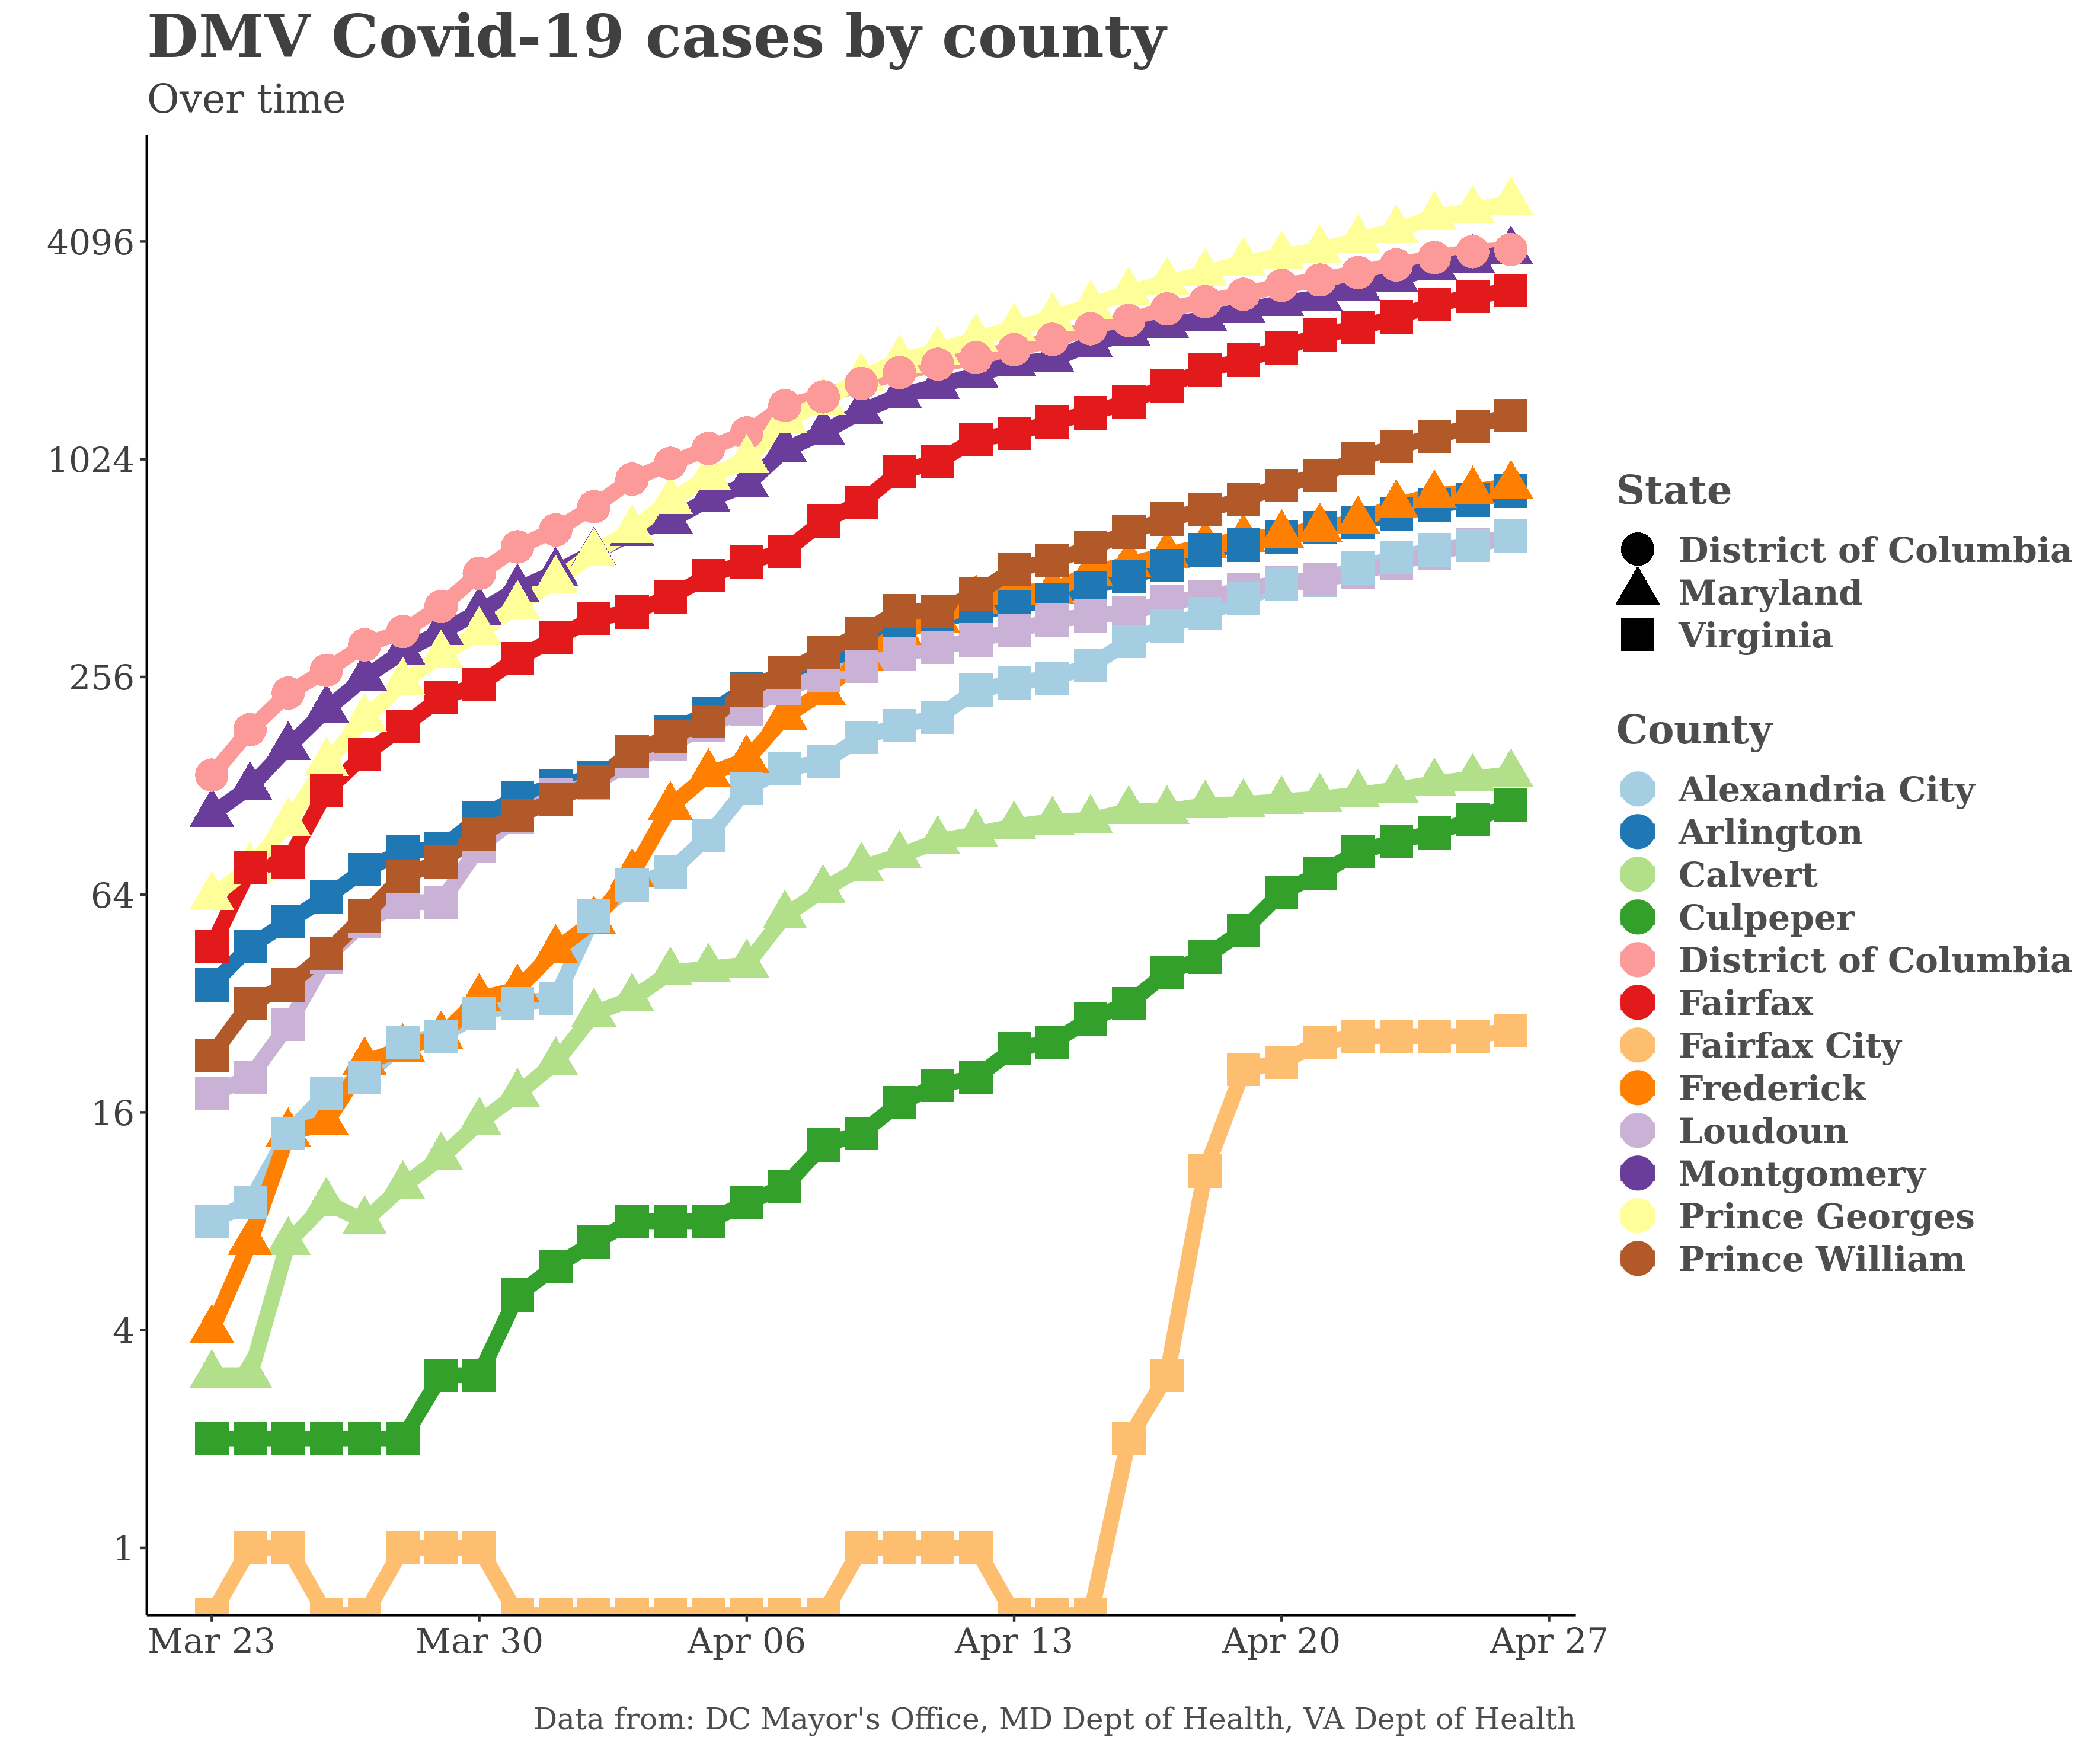 DMV Covid-19 cases by county
Over time
4096
1024
256
64
16
4
1
Mar 23 Mar 30 Apr 06 Apr 13 Apr 20 Apr 27
State
District of Columbia
Maryland
Virginia
County
Alexandria City
Arlington
Calvert
Culpeper
District of Columbia
Fairfax
Fairfax City
Frederick
Loudoun
Montgomery
Prince Georges
Prince William
Data from: DC Mayor's Office, MD Dept of Health, VA Dept of Health